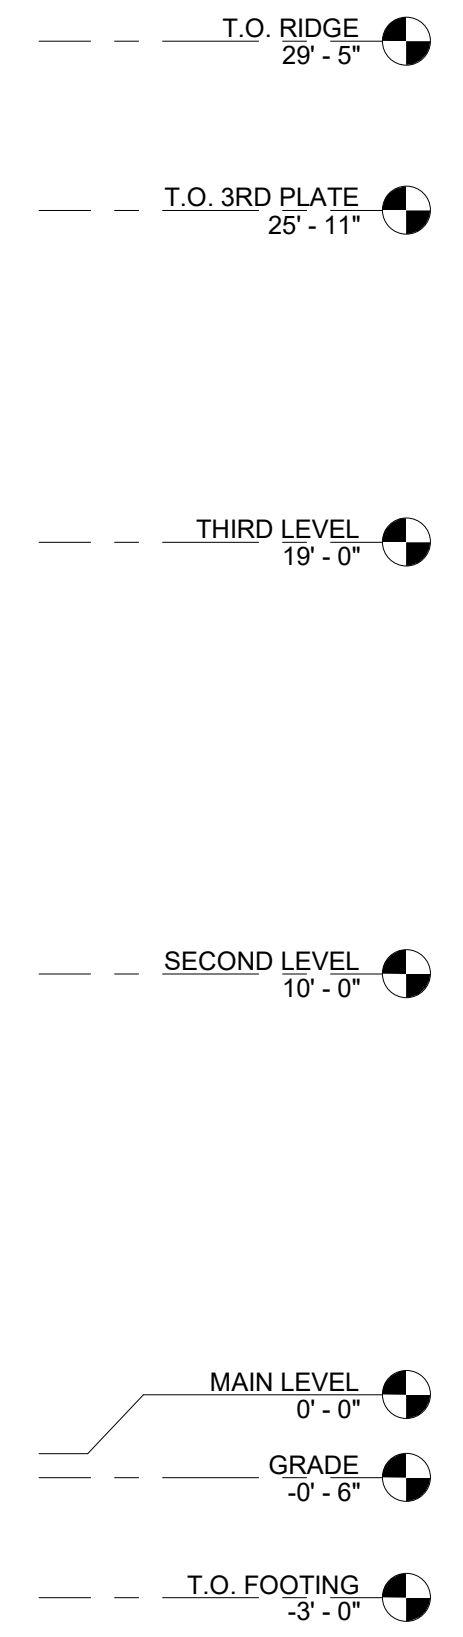 T.O. RIDGE
29' - 5"
T.O. 3RD PLATE
25' - 11"
THIRD LEVEL
19' - 0"
SECOND LEVEL
10' - 0"
MAIN LEVEL
0' - 0"
GRADE
-0' - 6"
T.O. FOOTING
-3' - 0"